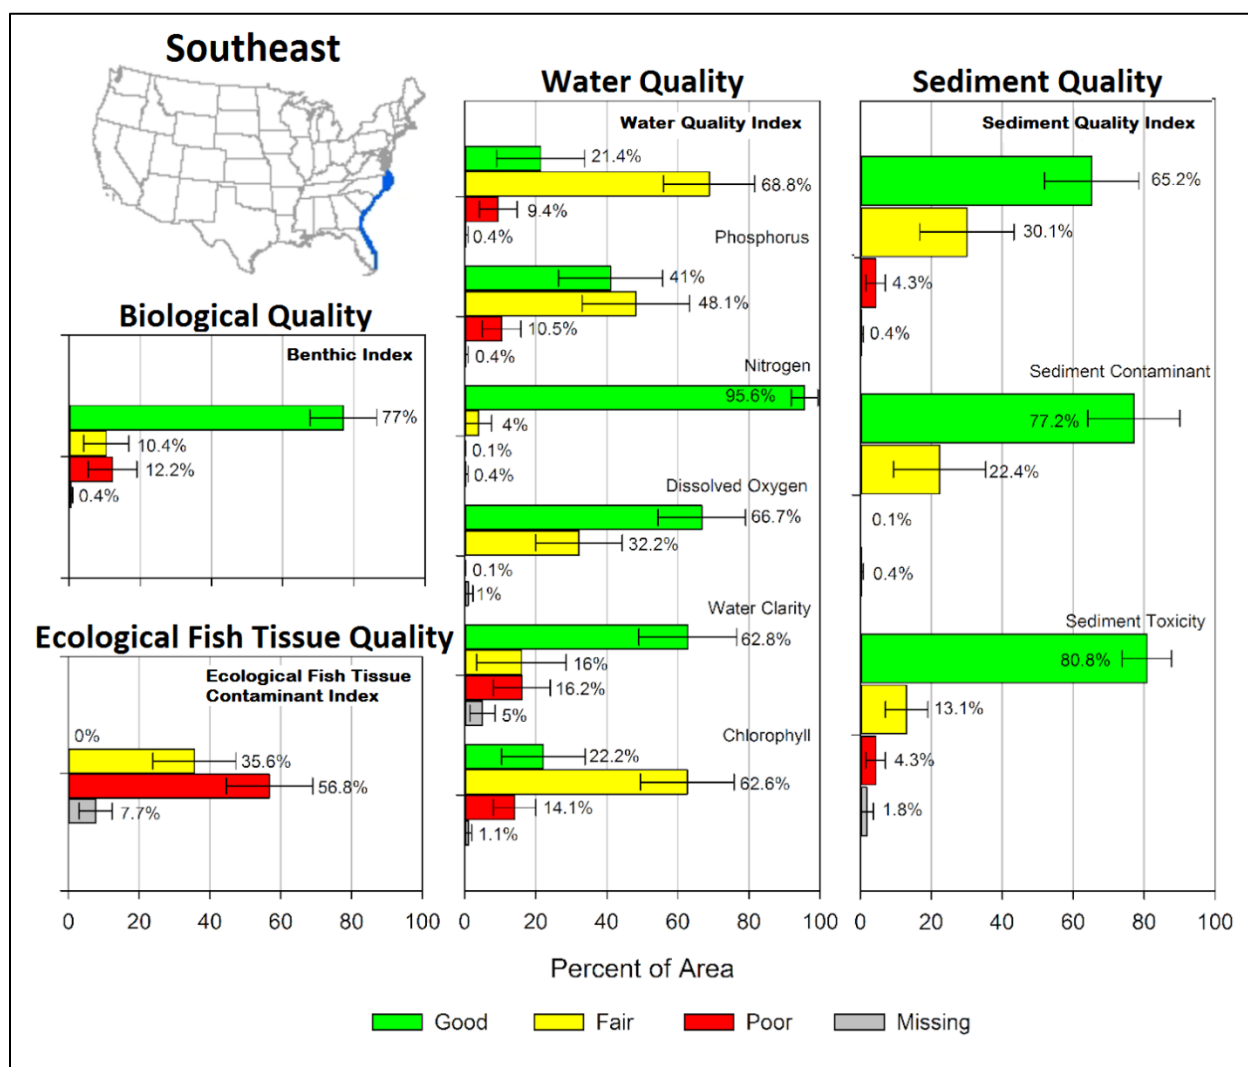 Southeast
Biological Quality
Benthic Index
77%
10.4%
12.2%
0.4%
Ecological Fish Tissue Quality
Ecological Fish Tissue
Contaminant Index
0%
35.6%
56.8%
7.7%
0 20 40 60 80 100
Water Quality
Water Quality Index
21.4%
68.8%
9.4%
0.4%
Phosphorus
41%
48.1%
10.5%
0.4%
Nitrogen
95.6%
4%
0.1%
0.4%
Dissolved Oxygen
66.7%
32.2%
0.1%
1%
Water Clarity
62.8%
16%
16.2%
5%
Chlorophyll
22.2%
62.6%
14.1%
1.1%
0 20 40 60 80 100
Sediment Quality
Sediment Quality Index
65.2%
30.1%
4.3%
0.4%
Sediment Contaminant
77.2%
22.4%
0.1%
0.4%
Sediment Toxicity
80.8%
13.1%
4.3%
1.8%
0 20 40 60 80 100
Percent of Area
Good Fair Poor Missing